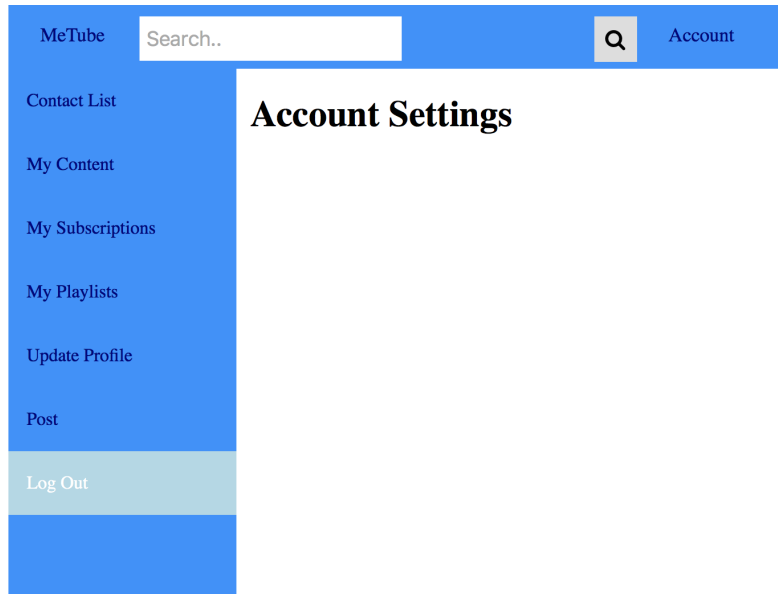 MeTube Search.. Account
Contact List
Account Settings
My Content
My Subscriptions
My Playlists
Update Profile
Post
Log Out